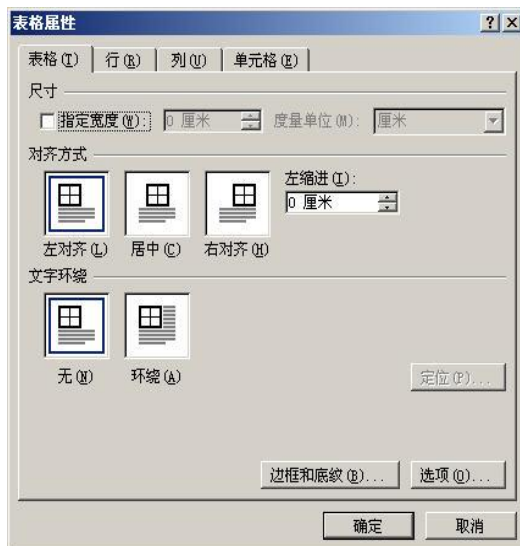 表格属性
表格(T) 行(R) 列(U) 单元格(E)
尺寸
指定宽度(W): 0 厘米 度量单位(M): 厘米
对齐方式
左缩进(I):
0 厘米
左对齐(L) 居中(C) 右对齐(H)
文字环绕
无(N) 环绕(A)
定位(P)...
边框和底纹(B)... 选项(O)...
确定 取消